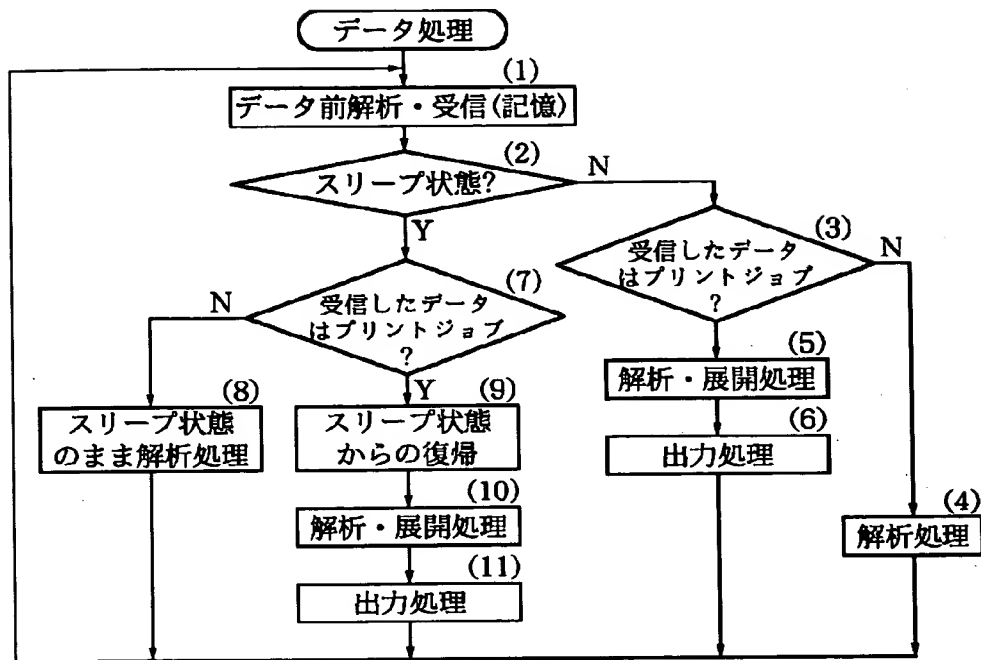 データ処理
(1)
データ前解析・受信(記憶)
(2)
スリープ状態?
N
Y
(3)
受信したデータ
はプリントジョブ
?
N
(7)
受信したデータ
はプリントジョブ
?
N
Y
(5)
解析・展開処理
(6)
出力処理
(8)
スリープ状態
のまま解析処理
(9)
スリープ状態
からの復帰
(10)
解析・展開処理
(11)
出力処理
(4)
解析処理